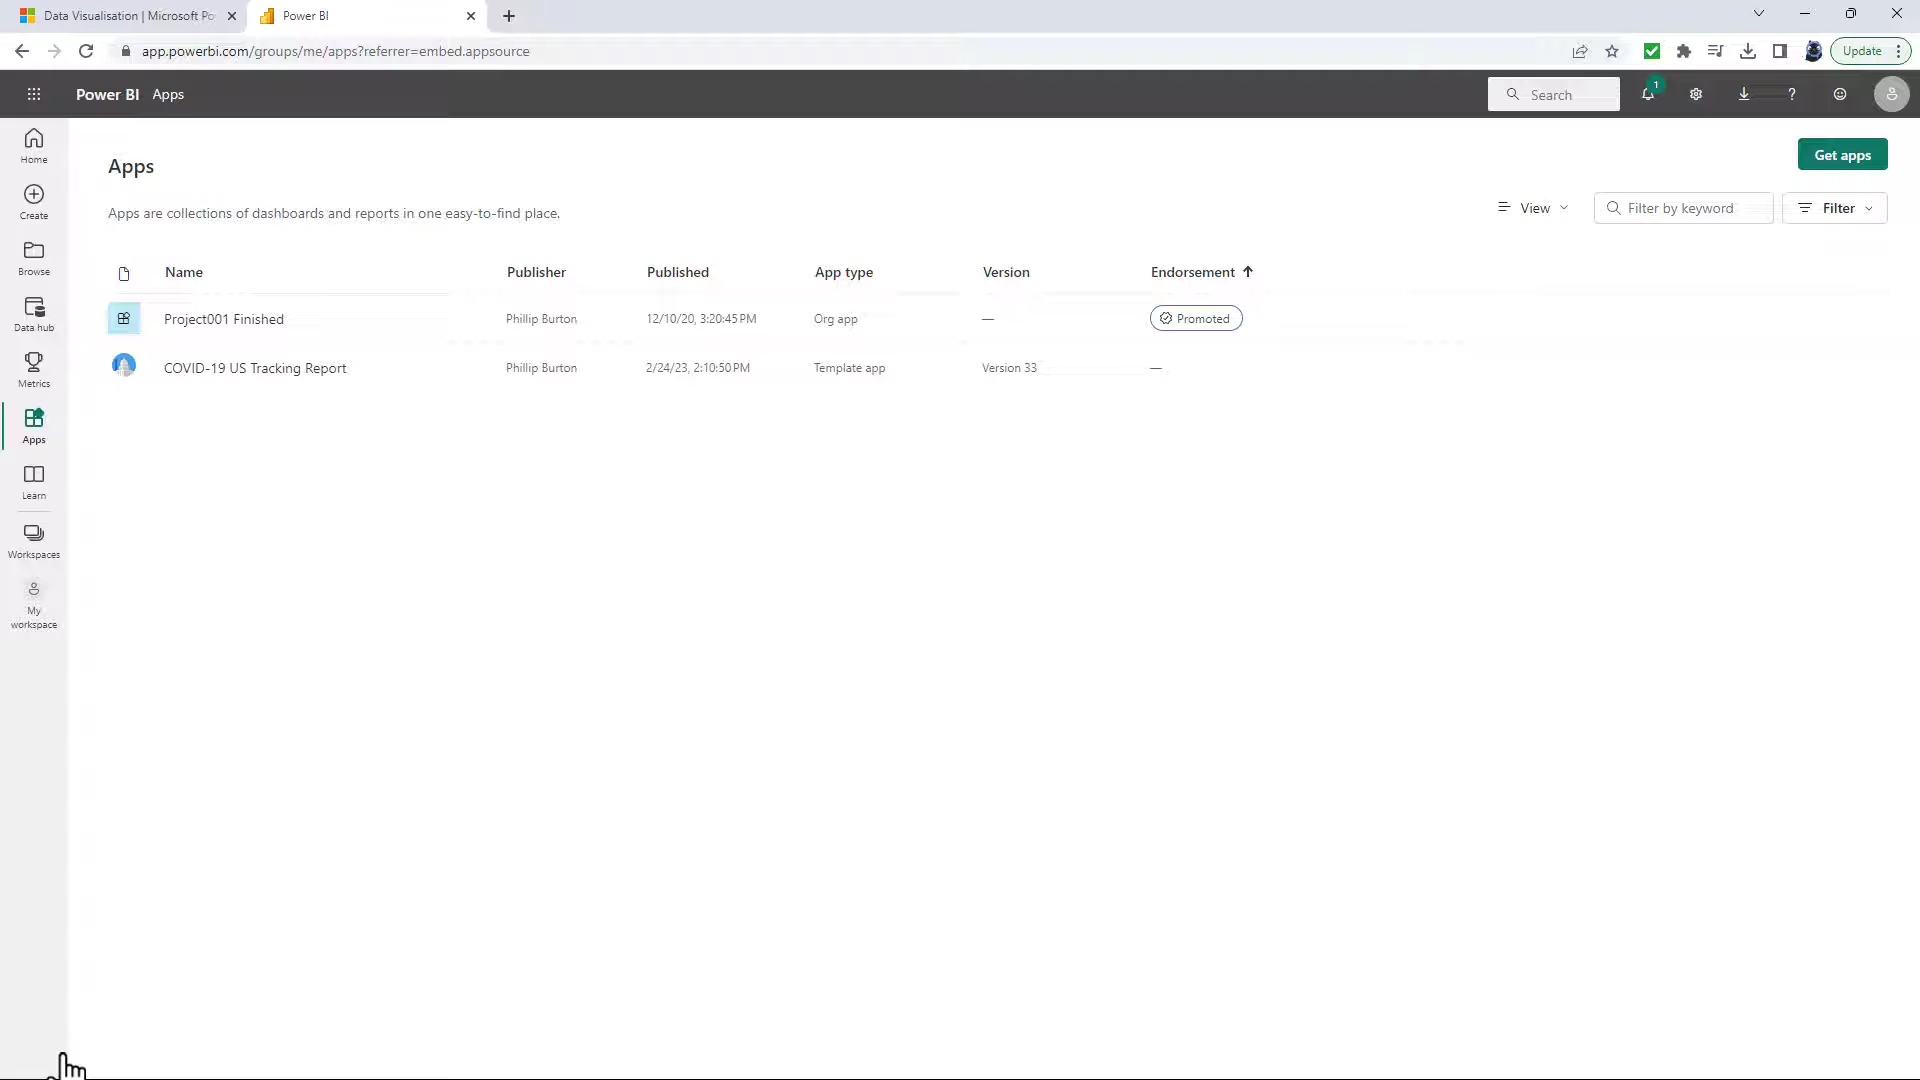 Data Visualisation | Microsoft Po
Power BI
app.powerbi.com/groups/me/apps?referrer=embed.appsource
Update
Power BI Apps
Search
1
?
Home
Create
Browse
Data hub
Metrics
Apps
Learn
Workspaces
My
workspace
Apps
Get apps
Apps are collections of dashboards and reports in one easy-to-find place.
View
Filter by keyword
Filter
Name Publisher Published App type Version Endorsement
Project001 Finished Phillip Burton 12/10/20, 3:20:45 PM Org app — Promoted
COVID-19 US Tracking Report Phillip Burton 2/24/23, 2:10:50 PM Template app Version 33 —